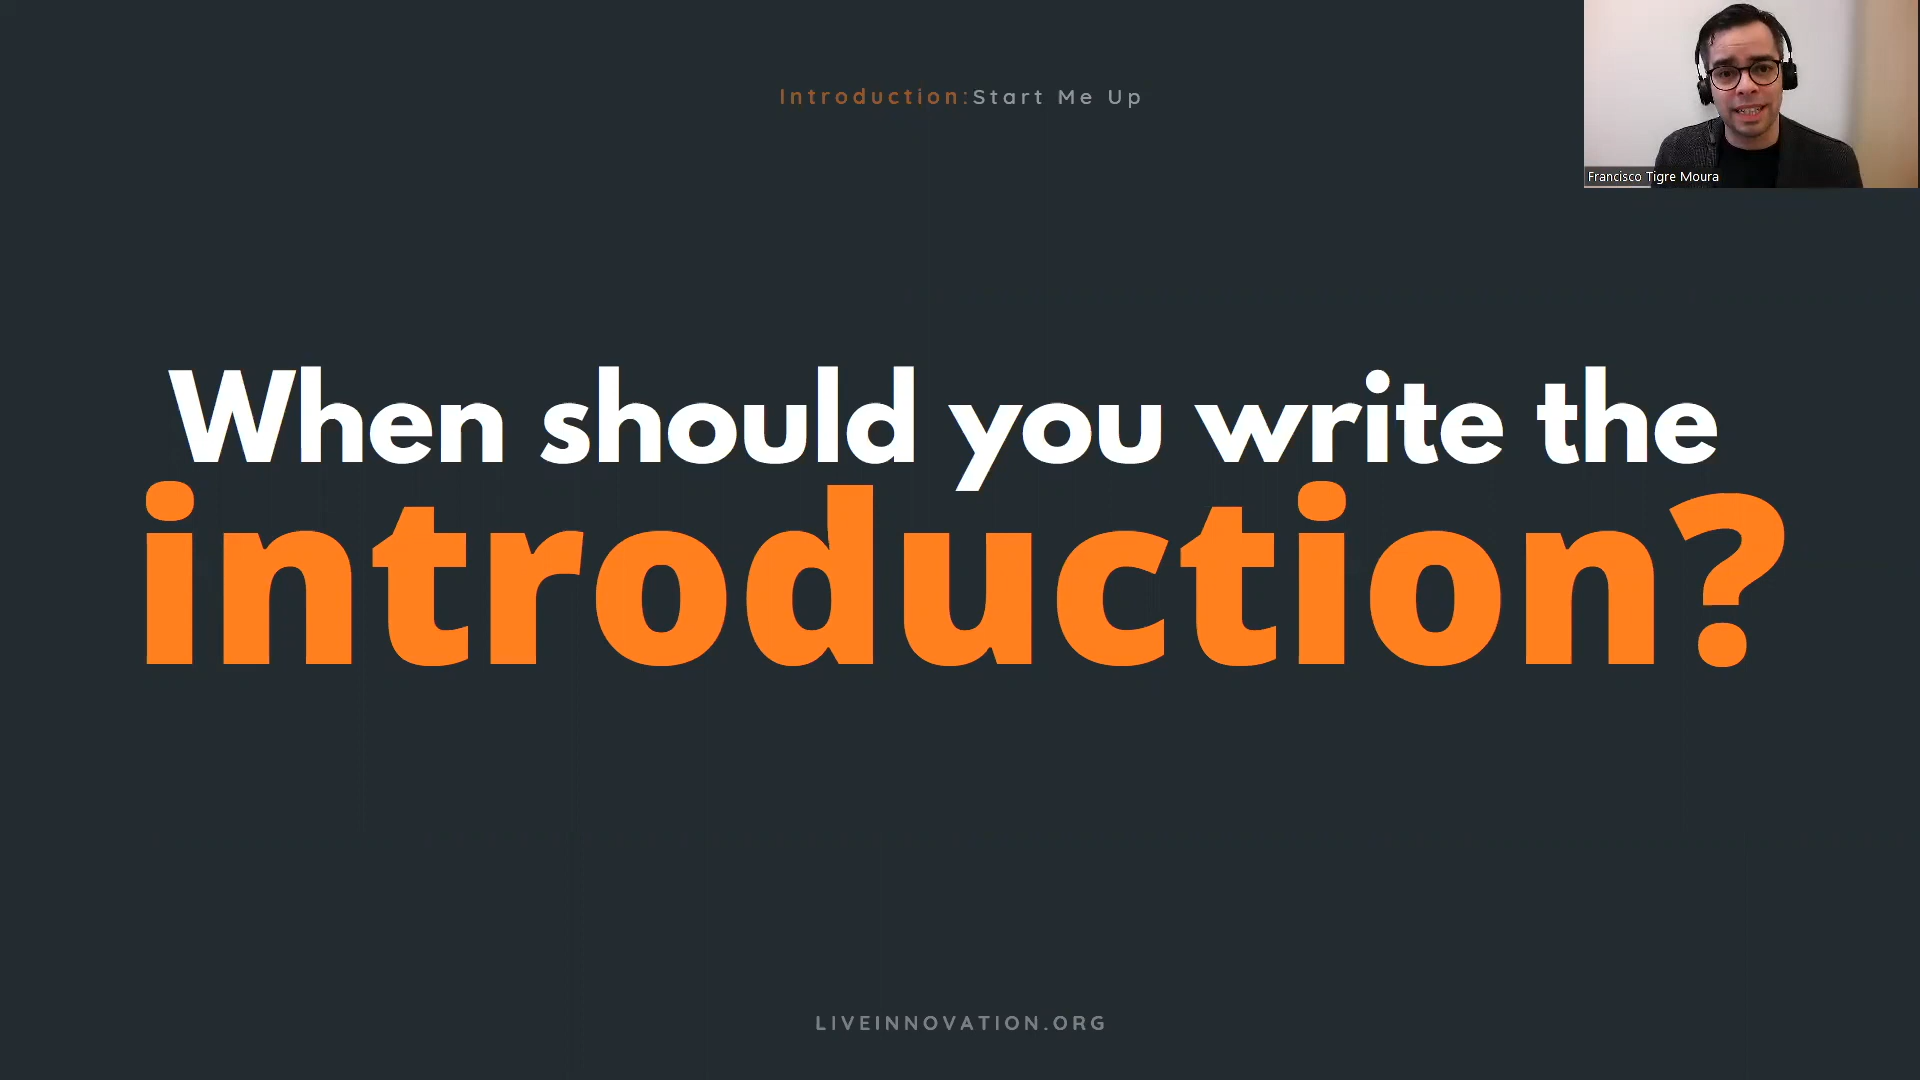 Introduction:Start Me Up
Francisco Tigre Moura
When should you write the
introduction?
LIVEINNOVATION.ORG